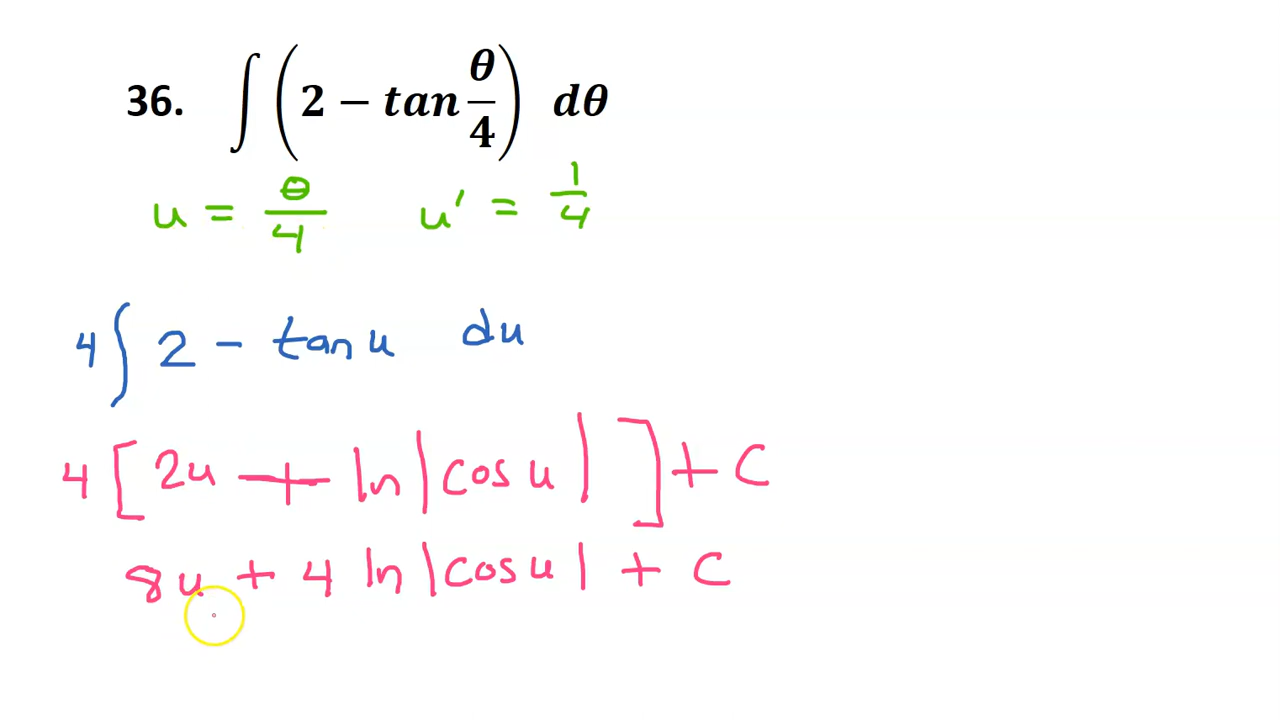 36. ∫ (2 − tan θ/4) dθ
u = θ/4 u' = 1/4
4 ∫ 2 − tan u du
4 [2u + ln|cos u| ] + C
8u + 4 ln|cos u| + C